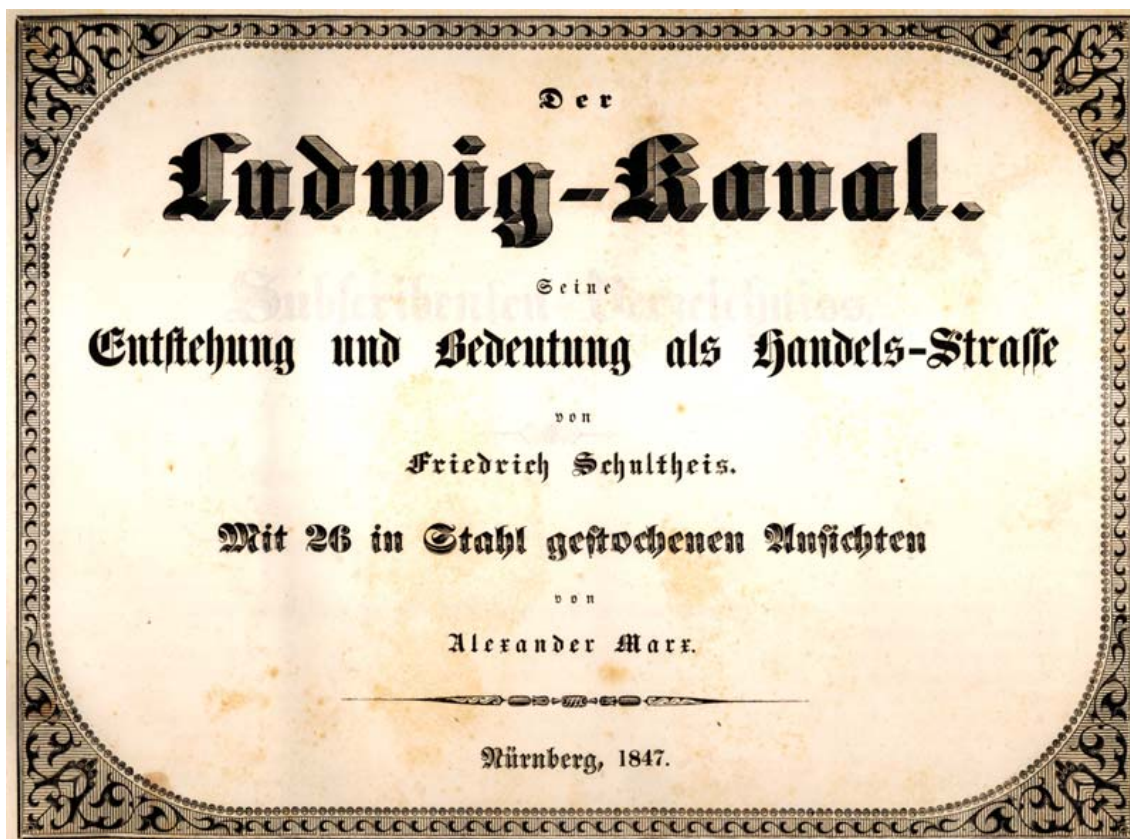 Der
Ludwig-Kanal.
Seine
Entstehung und Bedeutung als Handels-Strasse
von
Friedrich Schultheis.
Mit 26 in Stahl gestochenen Ansichten
von
Alexander Marx.
Nürnberg, 1847.